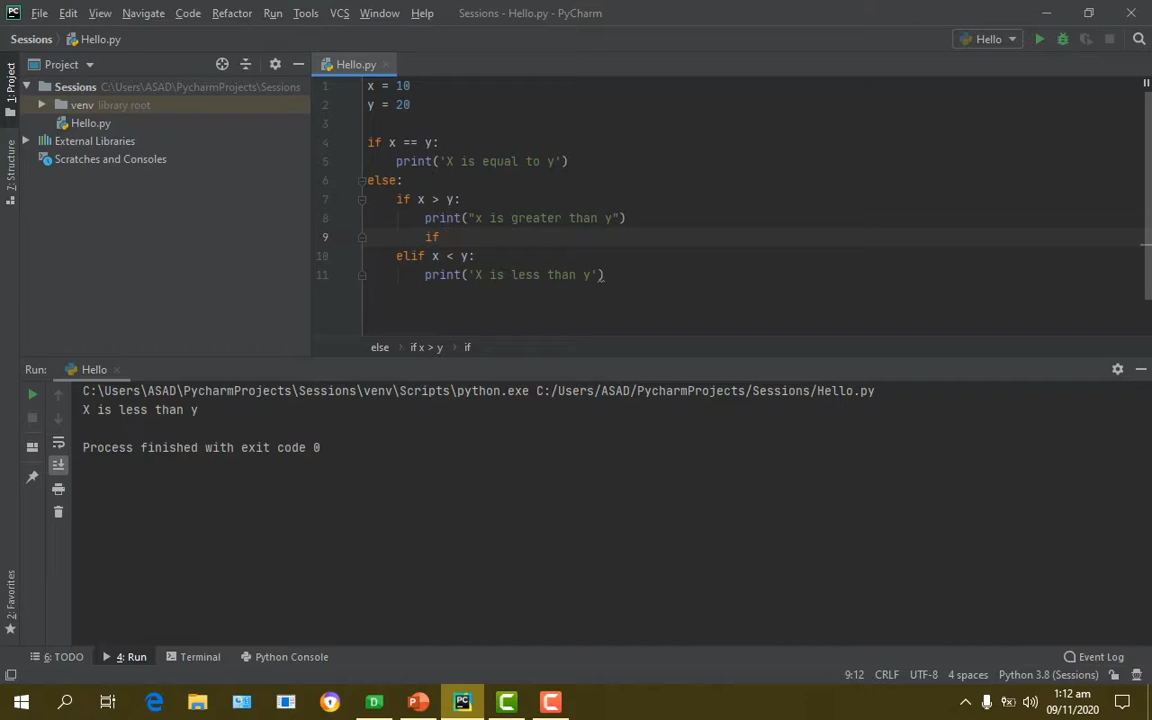 File Edit View Navigate Code Refactor Run Tools VCS Window Help Sessions - Hello.py - PyCharm
Sessions Hello.py Hello
1: Project
Project
Hello.py
Sessions C:\Users\ASAD\PycharmProjects\Sessions
venv library root
Hello.py
External Libraries
Scratches and Consoles
Z: Structure
1 x = 10
2 y = 20
3
4 if x == y:
5 print('X is equal to y')
6 else:
7 if x > y:
8 print("x is greater than y")
9 if
10 elif x < y:
11 print('X is less than y')
else if x > y if
Run: Hello
C:\Users\ASAD\PycharmProjects\Sessions\venv\Scripts\python.exe C:/Users/ASAD/PycharmProjects/Sessions/Hello.py
X is less than y
Process finished with exit code 0
2: Favorites
6: TODO 4: Run Terminal Python Console Event Log
9:12 CRLF UTF-8 4 spaces Python 3.8 (Sessions)
1:12 am
09/11/2020